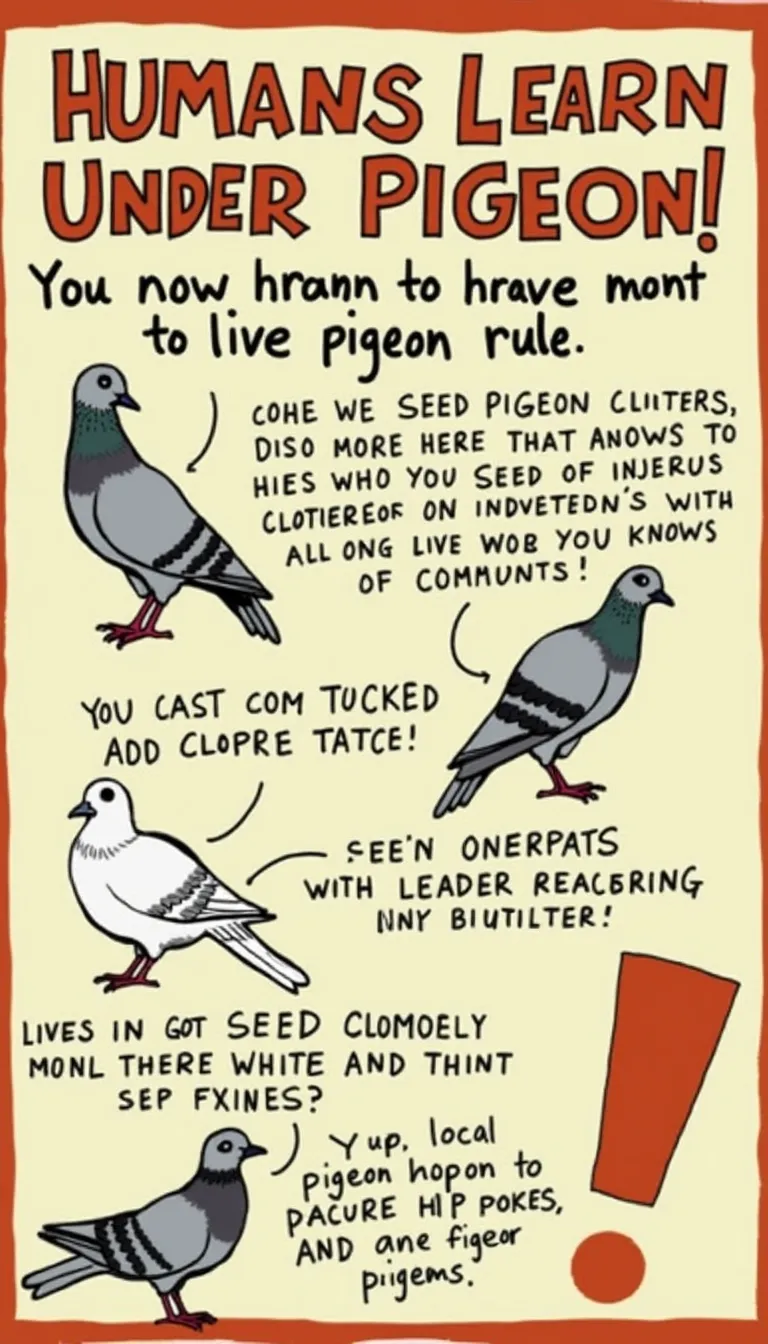 HUMANS LEARN
UNDER PIGEON!
You now hrann to hrave mont
to live pigeon rule.
COHE WE SEED PIGEON CLIITERS,
DISO MORE HERE THAT ANOWS TO
HIES WHO YOU SEED OF INJERUS
CLOTIEREOF ON INDVETEDN'S WITH
ALL ONG LIVE WOB YOU KNOWS
OF COMMUNTS!
YOU CAST COM TUCKED
ADD CLOPRE TATCE!
SEE'N ONERPATS
WITH LEADER REACGRING
NNY BIUTILTER!
LIVES IN GOT SEED CLOMOELY
MONL THERE WHITE AND THINT
SEP FXINES?
Yup, local
pigeon hopon to
PACURE HIP POKES,
AND ane figeor
piigems.